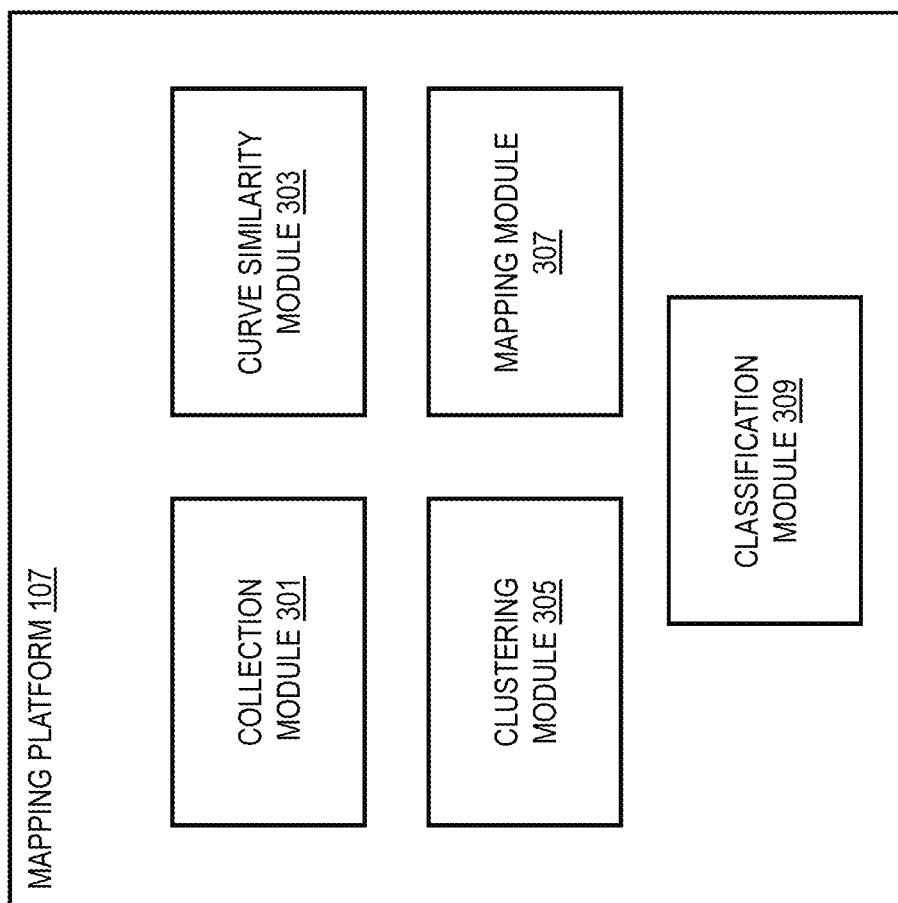 MAPPING PLATFORM 107
COLLECTION
MODULE 301
CURVE SIMILARITY
MODULE 303
CLUSTERING
MODULE 305
MAPPING MODULE
307
CLASSIFICATION
MODULE 309